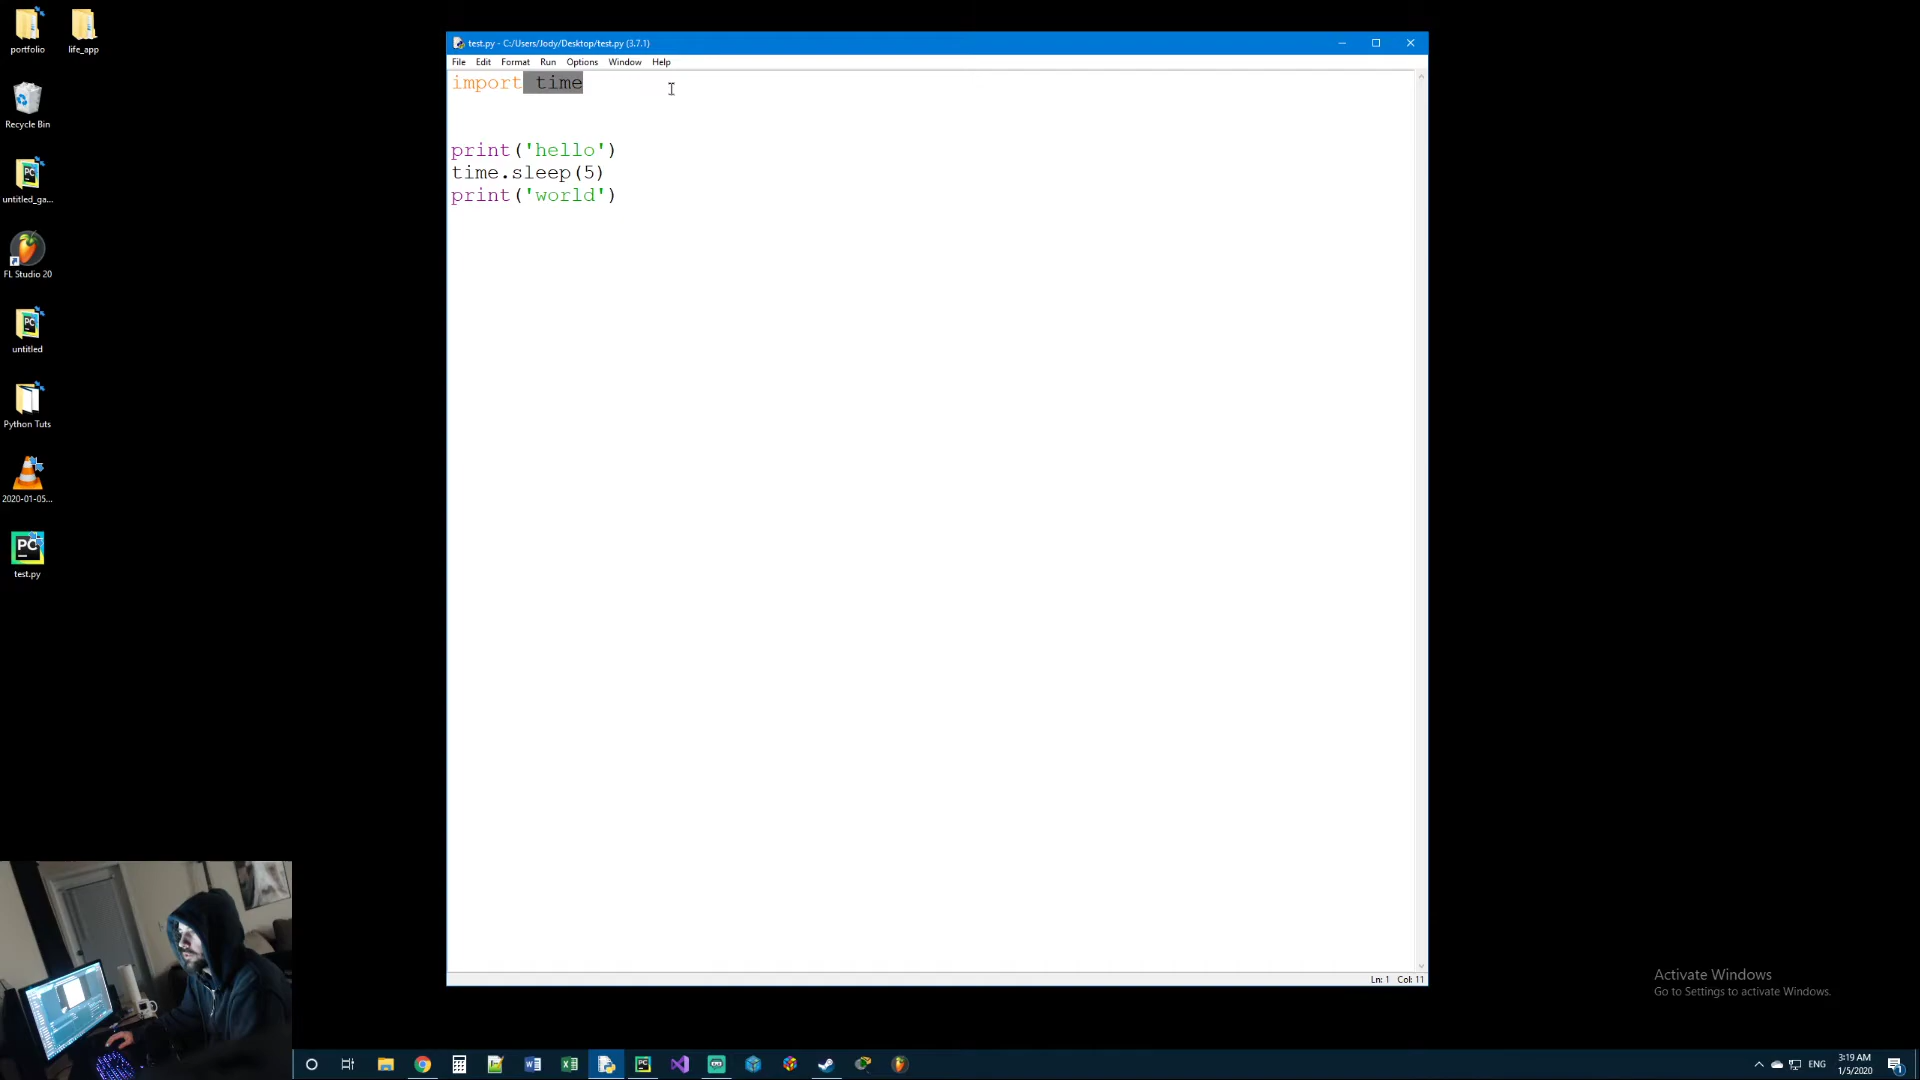 test.py - C:/Users/Jody/Desktop/test.py (3.7.1)
File Edit Format Run Options Window Help
import time
print('hello')
time.sleep(5)
print('world')
Ln: 1 Col: 11
portfolio
life_app
Recycle Bin
untitled_ga...
FL Studio 20
untitled
Python Tuts
2020-01-05...
PC
test.py
Activate Windows
Go to Settings to activate Windows.
ENG
3:19 AM
1/5/2020